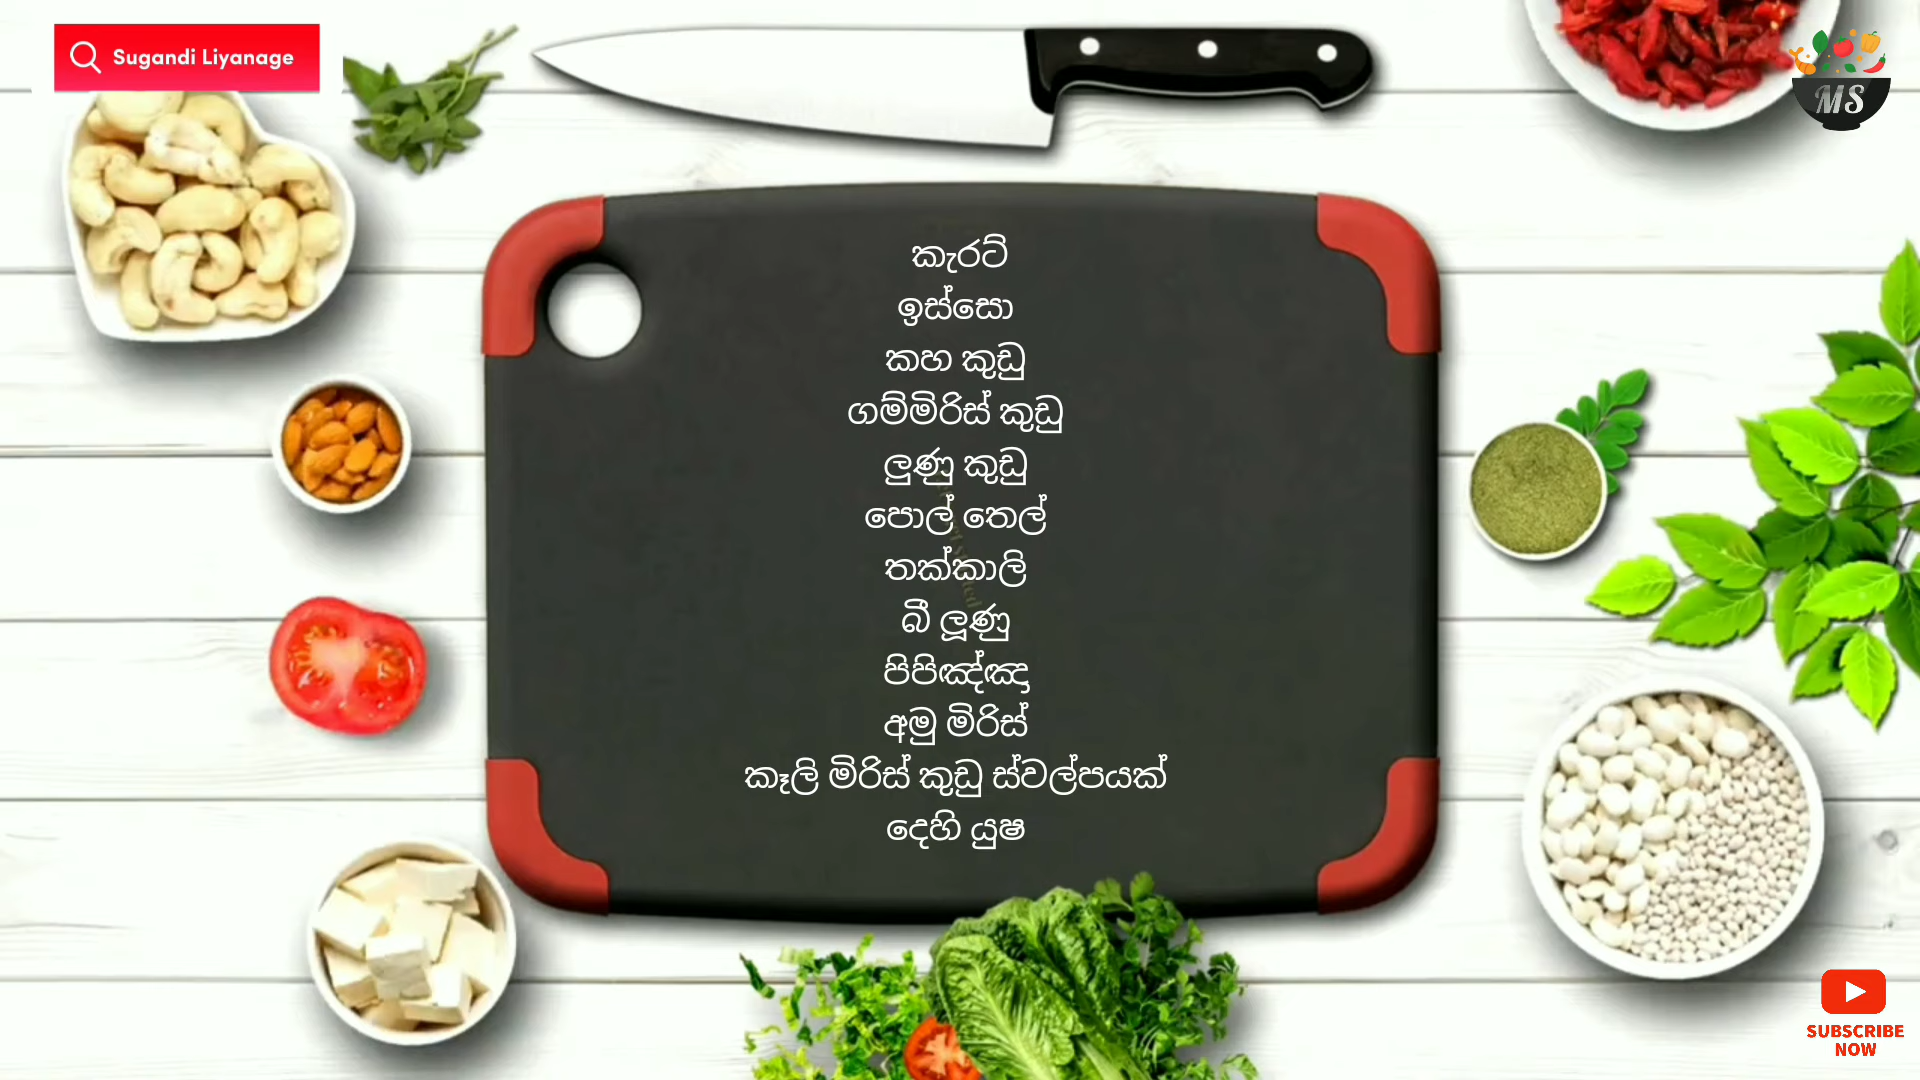 Sugandi Liyanage
MS
කැරට්
ඉස්සො
කහ කුඩු
ගම්මිරිස් කුඩු
ලුණු කුඩු
පොල් තෙල්
තක්කාලි
බී ලූණු
පිපිඤ්ඤා
අමු මිරිස්
කෑලි මිරිස් කුඩු ස්වල්පයක්
දෙහි යුෂ
SUBSCRIBE
NOW